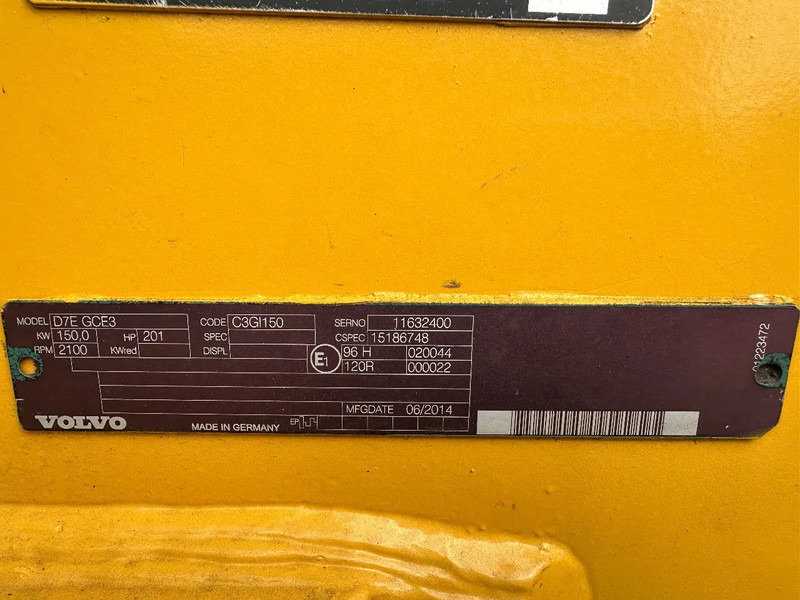 MODEL D7E GCE3 CODE C3GI150 SERNO 11632400
KW 150,0 HP 201 SPEC CSPEC 15186748
RPM 2100 KWred DISPL E1 96 H 020044
120R 000022
MFGDATE 06/2014
VOLVO MADE IN GERMANY EP
01223472